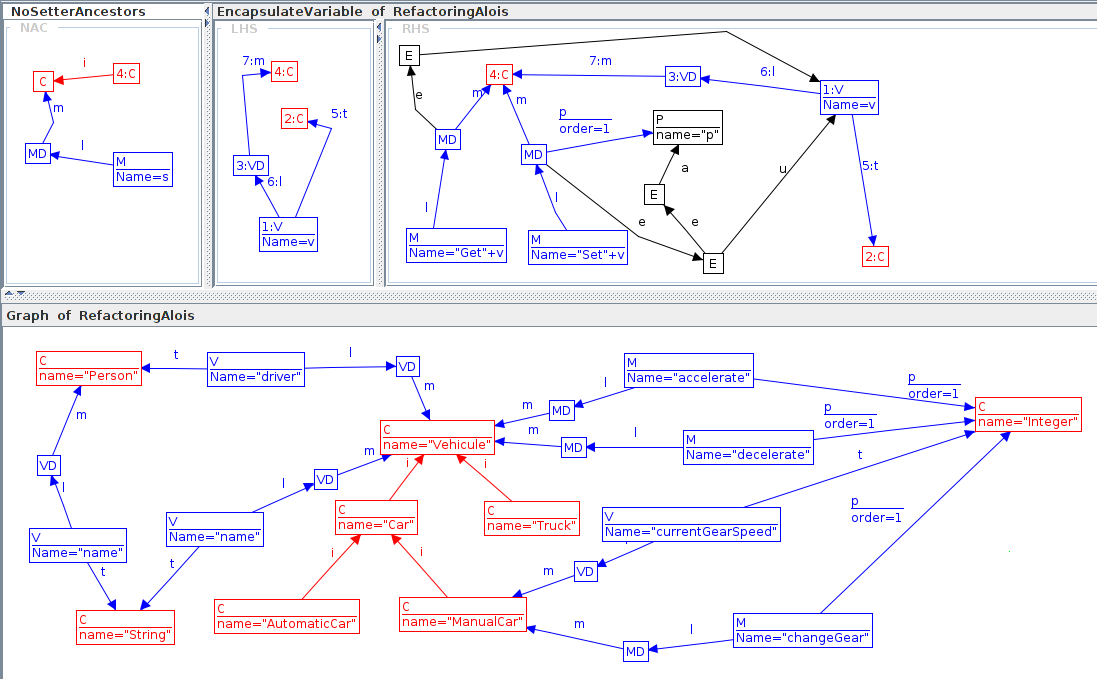 NoSetterAncestors
EncapsulateVariable of RefactoringAlois
NAC
LHS
RHS
C
i
4:C
m
MD
l
M
Name=s
7:m
4:C
2:C
5:t
3:VD
6:l
1:V
Name=v
E
e
4:C
7:m
3:VD
6:l
1:V
Name=v
m
m
p
order=1
P
name="p"
MD
MD
a
u
5:t
E
l
l
e
e
M
Name="Get"+v
M
Name="Set"+v
E
2:C
Graph of RefactoringAlois
C
name="Person"
t
V
Name="driver"
l
VD
m
M
Name="accelerate"
p
order=1
l
m
MD
C
name="Integer"
m
C
name="Vehicule"
m
MD
l
M
Name="decelerate"
p
order=1
t
VD
l
m
VD
l
i
i
V
Name="name"
t
V
Name="name"
t
C
name="Car"
C
name="Truck"
V
Name="currentGearSpeed"
p
order=1
i
i
m
VD
C
name="String"
C
name="AutomaticCar"
C
name="ManualCar"
m
MD
l
M
Name="changeGear"